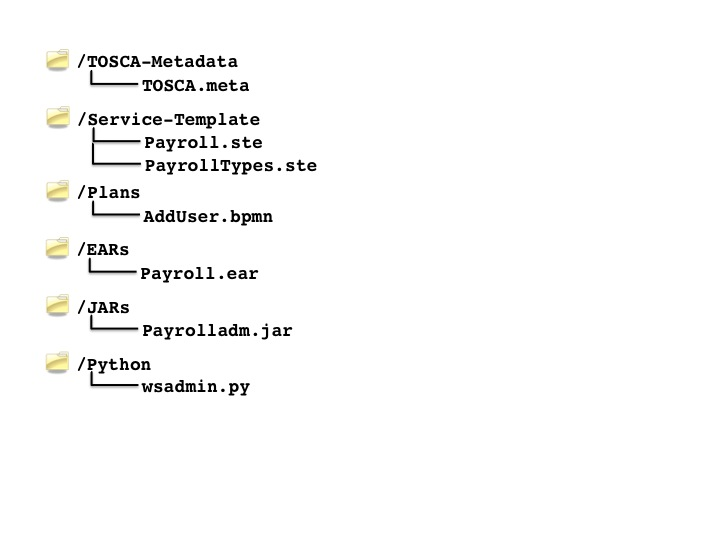 /TOSCA-Metadata
TOSCA.meta
/Service-Template
Payroll.ste
PayrollTypes.ste
/Plans
AddUser.bpmn
/EARs
Payroll.ear
/JARs
Payrolladm.jar
/Python
wsadmin.py